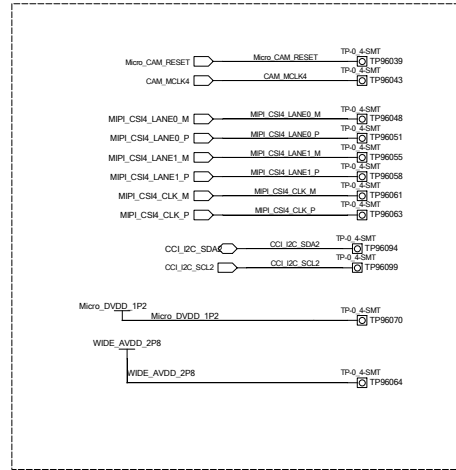 TP-0_4-SMT
Micro_CAM_RESET Micro_CAM_RESET TP96039
TP-0_4-SMT
CAM_MCLK4 CAM_MCLK4 TP96043
TP-0_4-SMT
MIPI_CSI4_LANE0_M MIPI_CSI4_LANE0_M TP96048
TP-0_4-SMT
MIPI_CSI4_LANE0_P MIPI_CSI4_LANE0_P TP96051
TP-0_4-SMT
MIPI_CSI4_LANE1_M MIPI_CSI4_LANE1_M TP96055
TP-0_4-SMT
MIPI_CSI4_LANE1_P MIPI_CSI4_LANE1_P TP96058
TP-0_4-SMT
MIPI_CSI4_CLK_M MIPI_CSI4_CLK_M TP96061
TP-0_4-SMT
MIPI_CSI4_CLK_P MIPI_CSI4_CLK_P TP96063
TP-0_4-SMT
CCI_I2C_SDA2 CCI_I2C_SDA2 TP96094
TP-0_4-SMT
CCI_I2C_SCL2 CCI_I2C_SCL2 TP96099
Micro_DVDD_1P2
TP-0_4-SMT
Micro_DVDD_1P2 TP96070
WIDE_AVDD_2P8
TP-0_4-SMT
WIDE_AVDD_2P8 TP96064